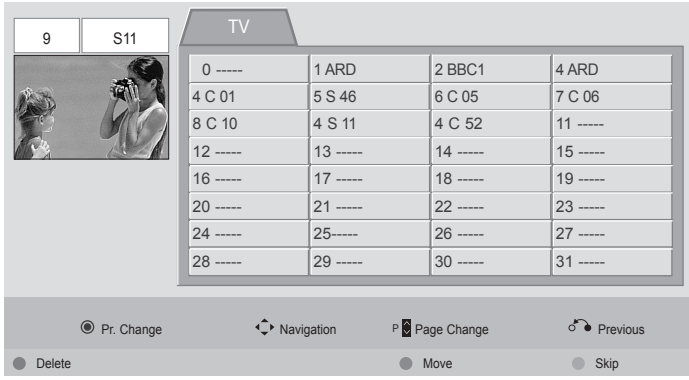 9 S11
TV
0 ----- 1 ARD 2 BBC1 4 ARD
4 C 01 5 S 46 6 C 05 7 C 06
8 C 10 4 S 11 4 C 52 11 -----
12 ----- 13 ----- 14 ----- 15 -----
16 ----- 17 ----- 18 ----- 19 -----
20 ----- 21 ----- 22 ----- 23 -----
24 ----- 25----- 26 ----- 27 -----
28 ----- 29 ----- 30 ----- 31 -----
Pr. Change Navigation P Page Change Previous
Delete Move Skip